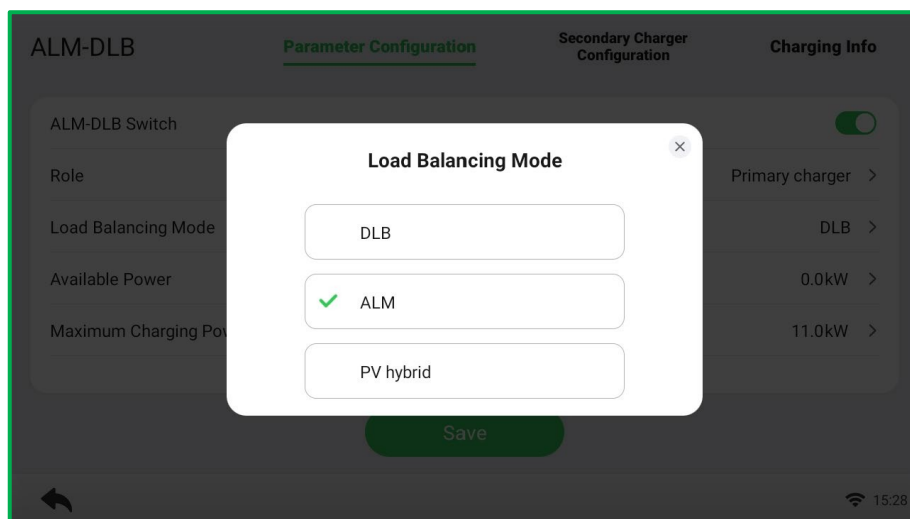 ALM-DLB
Parameter Configuration
Secondary Charger
Configuration
Charging Info
ALM-DLB Switch
Role
Primary charger
Load Balancing Mode
DLB
Available Power
0.0kW
Maximum Charging Pow
11.0kW
Load Balancing Mode
DLB
ALM
PV hybrid
Save
15:28